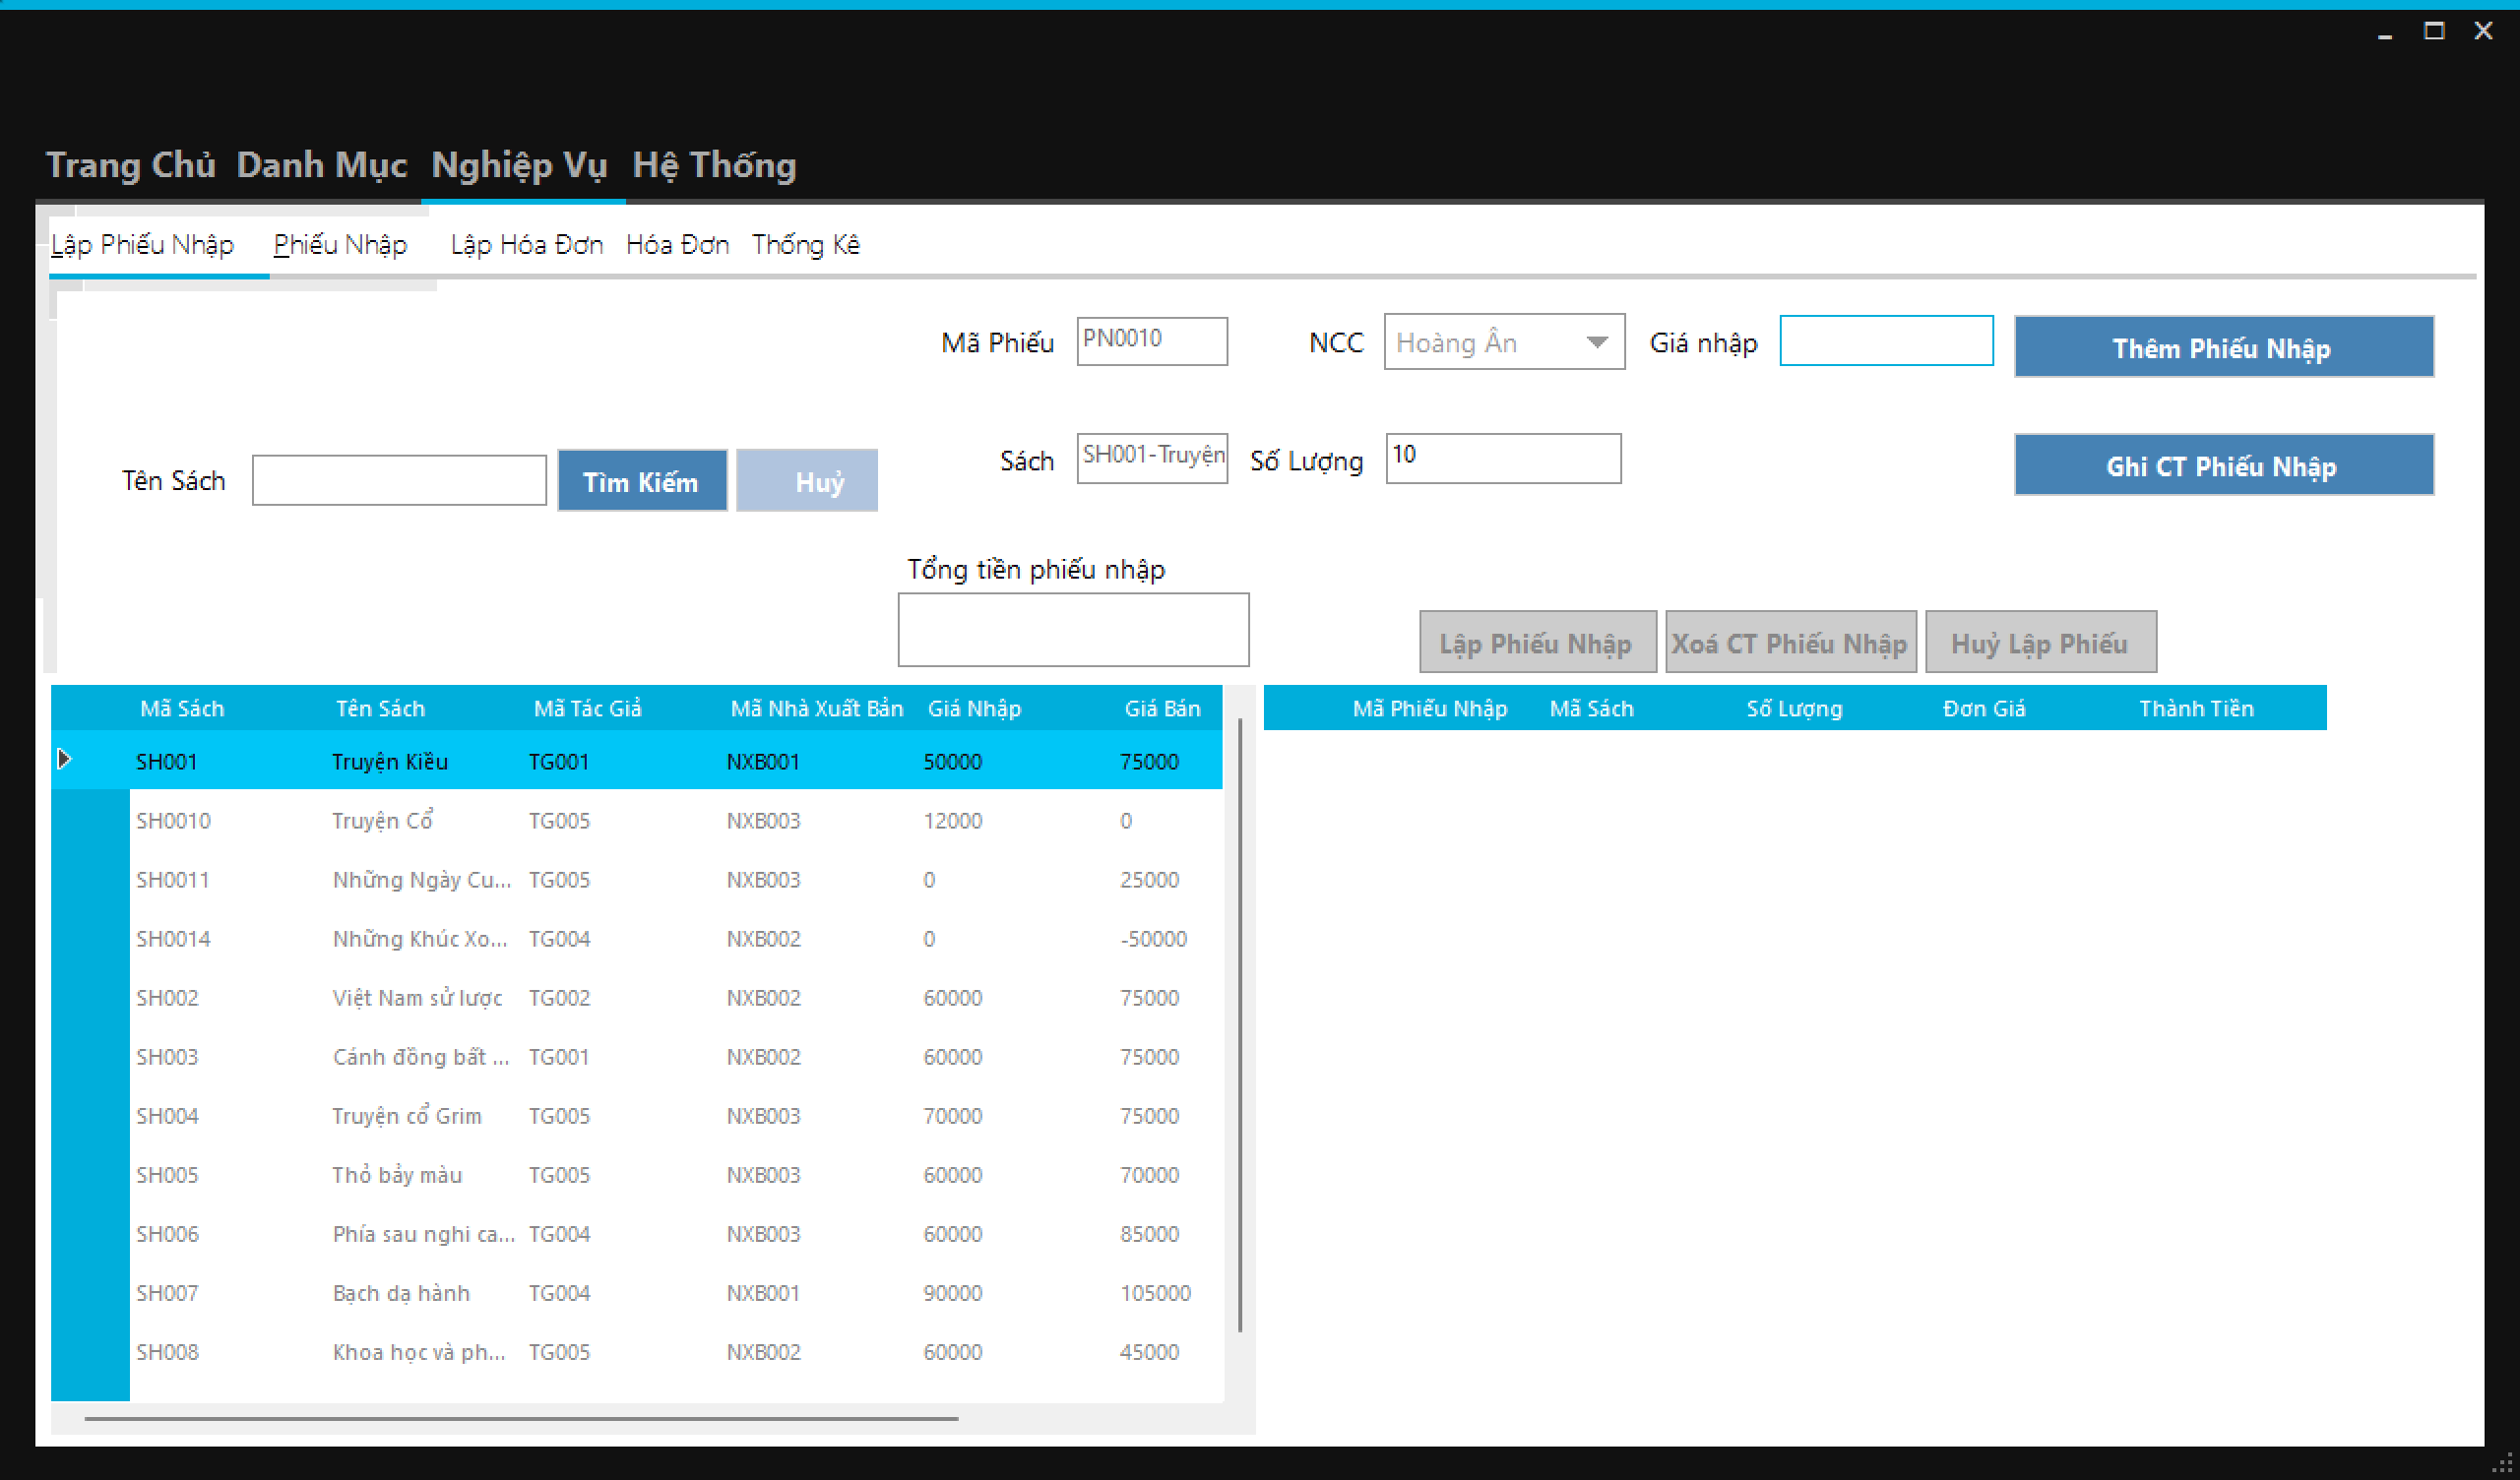 Trang Chủ Danh Mục Nghiệp Vụ Hệ Thống
Lập Phiếu Nhập Phiếu Nhập Lập Hóa Đơn Hóa Đơn Thống Kê
Mã Phiếu PN0010 NCC Hoàng Ân Giá nhập Thêm Phiếu Nhập
Sách SH001-Truyện Số Lượng 10 Ghi CT Phiếu Nhập
Tên Sách Tìm Kiếm Huỷ
Tổng tiền phiếu nhập
Lập Phiếu Nhập Xoá CT Phiếu Nhập Huỷ Lập Phiếu
Mã Sách Tên Sách Mã Tác Giả Mã Nhà Xuất Bản Giá Nhập Giá Bán
SH001 Truyện Kiều TG001 NXB001 50000 75000
SH0010 Truyện Cổ TG005 NXB003 12000 0
SH0011 Những Ngày Cu... TG005 NXB003 0 25000
SH0014 Những Khúc Xo... TG004 NXB002 0 -50000
SH002 Việt Nam sử lược TG002 NXB002 60000 75000
SH003 Cánh đồng bất ... TG001 NXB002 60000 75000
SH004 Truyện cổ Grim TG005 NXB003 70000 75000
SH005 Thỏ bẩy màu TG005 NXB003 60000 70000
SH006 Phía sau nghi ca... TG004 NXB003 60000 85000
SH007 Bạch dạ hành TG004 NXB001 90000 105000
SH008 Khoa học và ph... TG005 NXB002 60000 45000
Mã Phiếu Nhập Mã Sách Số Lượng Đơn Giá Thành Tiền